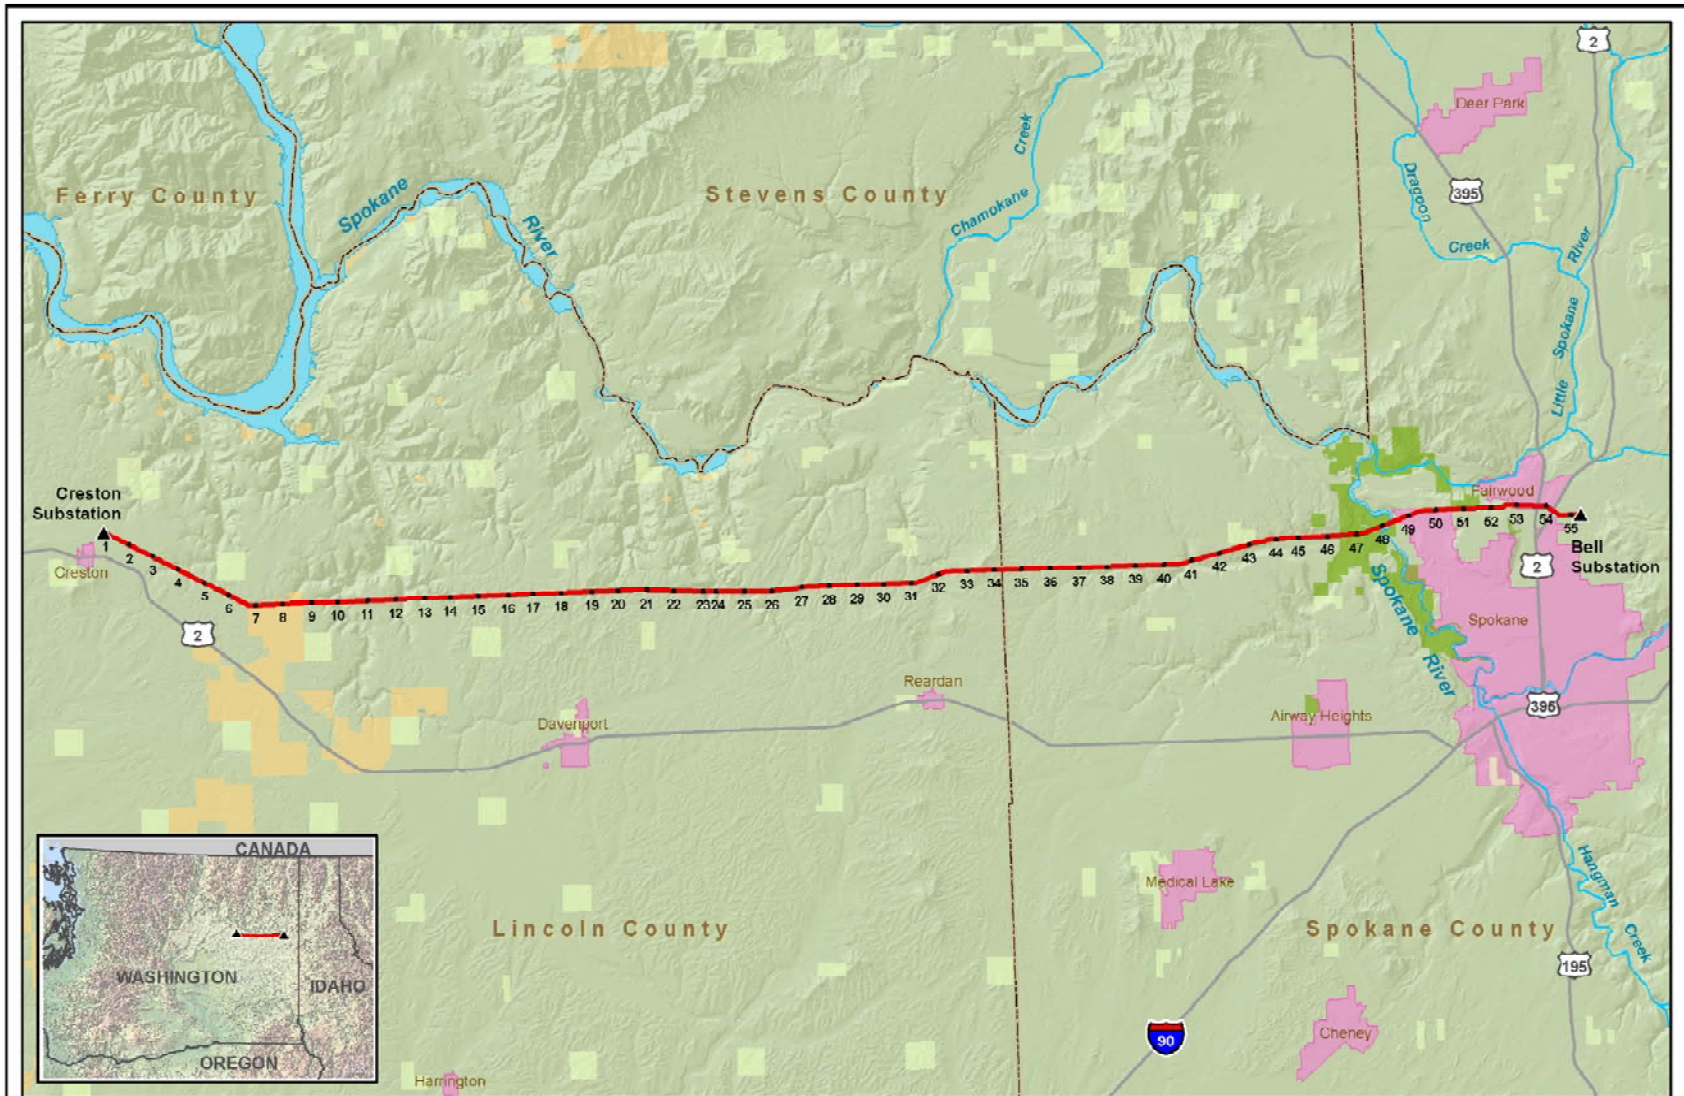 2
Deer Park
395
Dragoon
Creek
River
Little Spokane
Ferry County
Spokane
River
Stevens County
Chamokane
Creek
Creston
Substation
Creston
2
1
2
3
4
5
6
7
8
9
10
11
12
13
14
15
16
17
18
19
20
21
22
23
24
25
26
27
28
29
30
31
32
33
34
35
36
37
38
39
40
41
42
43
44
45
46
47
48
49
50
51
52
53
54
55
Fairwood
Bell
Substation
2
Spokane
Spokane
River
395
Reardan
Davenport
Airway Heights
Medical Lake
Hangman
Creek
Lincoln County
Spokane County
195
90
Cheney
Harrington
CANADA
WASHINGTON
IDAHO
OREGON